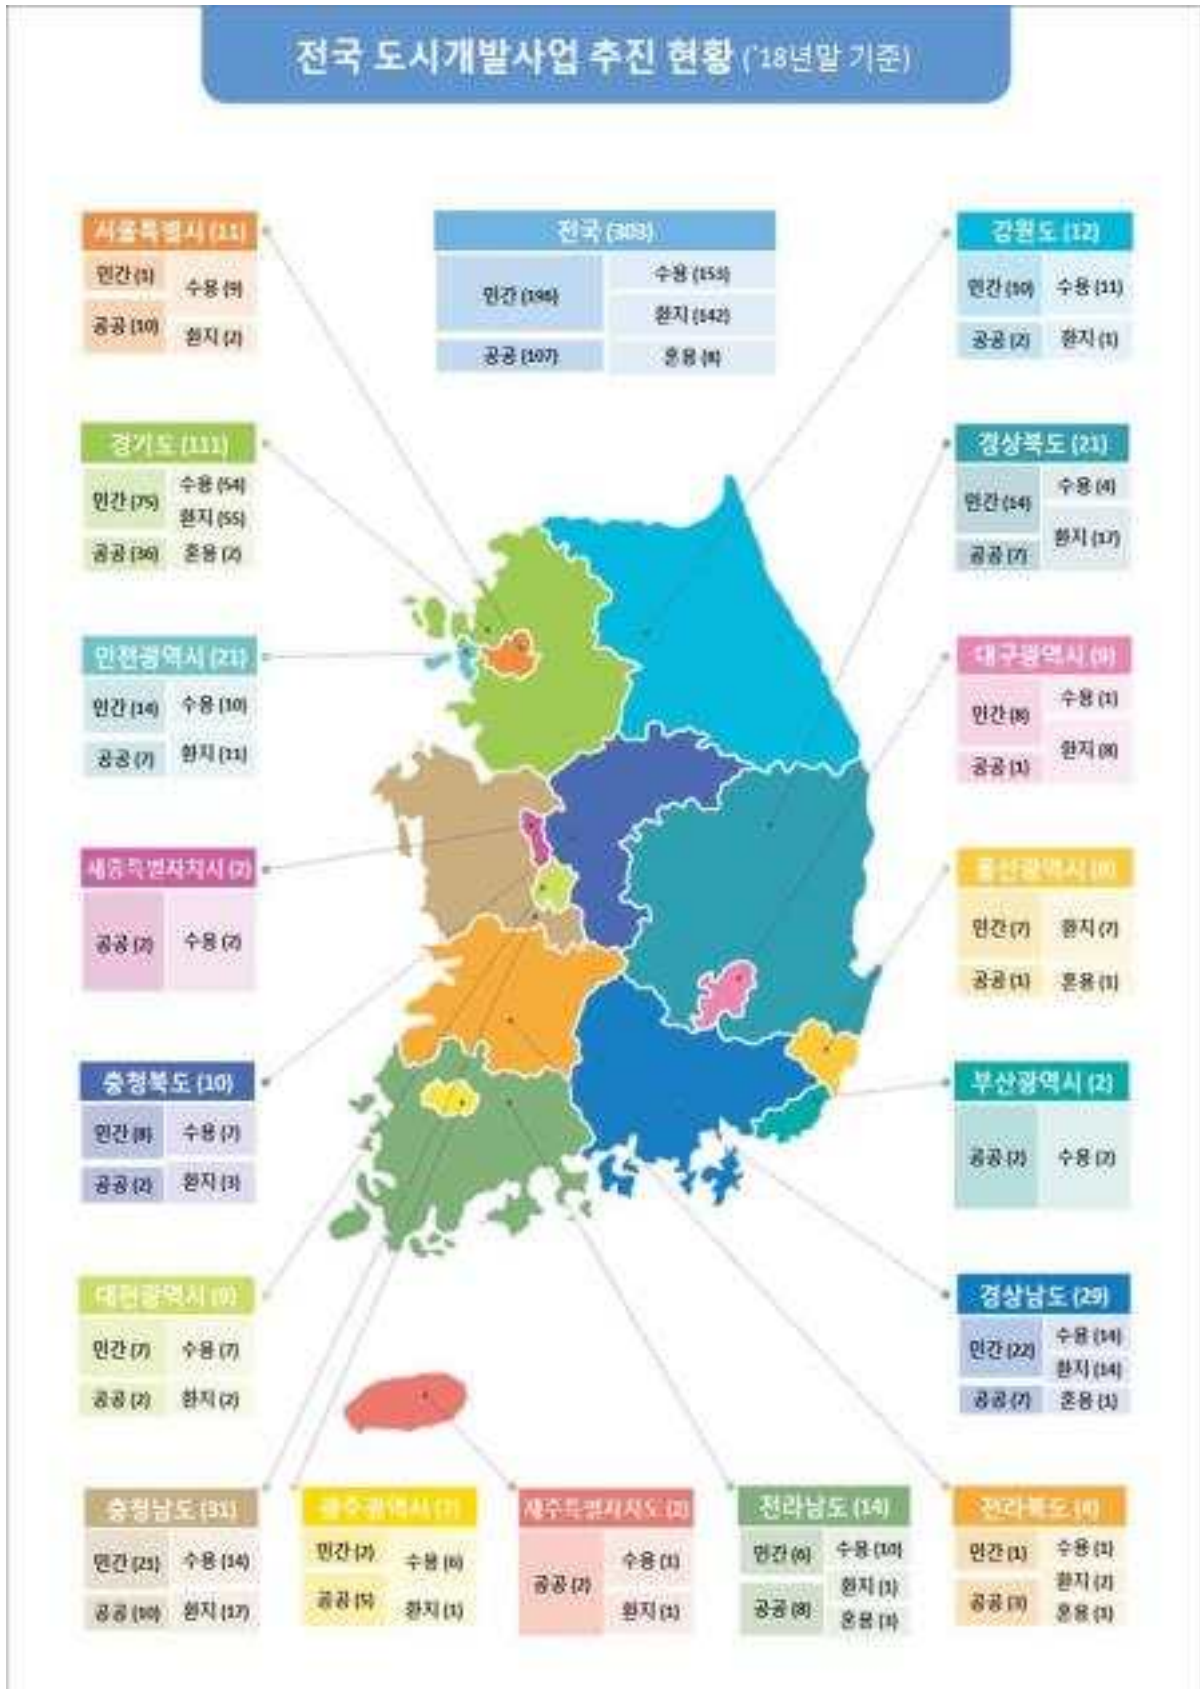 전국 도시개발사업 추진 현황 ('18년말 기준)
서울특별시 (11)
민간 (1)
공공 (10)
수용 (9)
환지 (2)
전국 (303)
민간 (196)
공공 (107)
수용 (153)
환지 (142)
혼용 (8)
강원도 (12)
민간 (10)
공공 (2)
수용 (11)
환지 (1)
경기도 (111)
민간 (75)
공공 (36)
수용 (54)
환지 (55)
혼용 (2)
경상북도 (21)
민간 (14)
공공 (7)
수용 (4)
환지 (17)
인천광역시 (21)
민간 (14)
공공 (7)
수용 (10)
환지 (11)
대구광역시 (9)
민간 (8)
공공 (1)
수용 (1)
환지 (8)
세종특별자치시 (2)
공공 (2)
수용 (2)
울산광역시 (8)
민간 (7)
공공 (1)
환지 (7)
혼용 (1)
충청북도 (10)
민간 (8)
공공 (2)
수용 (7)
환지 (3)
부산광역시 (2)
공공 (2)
수용 (2)
대전광역시 (9)
민간 (7)
공공 (2)
수용 (7)
환지 (2)
경상남도 (29)
민간 (22)
공공 (7)
수용 (14)
환지 (14)
혼용 (1)
충청남도 (31)
민간 (21)
공공 (10)
수용 (14)
환지 (17)
광주광역시 (7)
민간 (2)
공공 (5)
수용 (6)
환지 (1)
제주특별자치도 (2)
공공 (2)
수용 (1)
환지 (1)
전라남도 (14)
민간 (6)
공공 (8)
수용 (10)
환지 (1)
혼용 (3)
전라북도 (4)
민간 (1)
공공 (3)
수용 (1)
환지 (2)
혼용 (1)